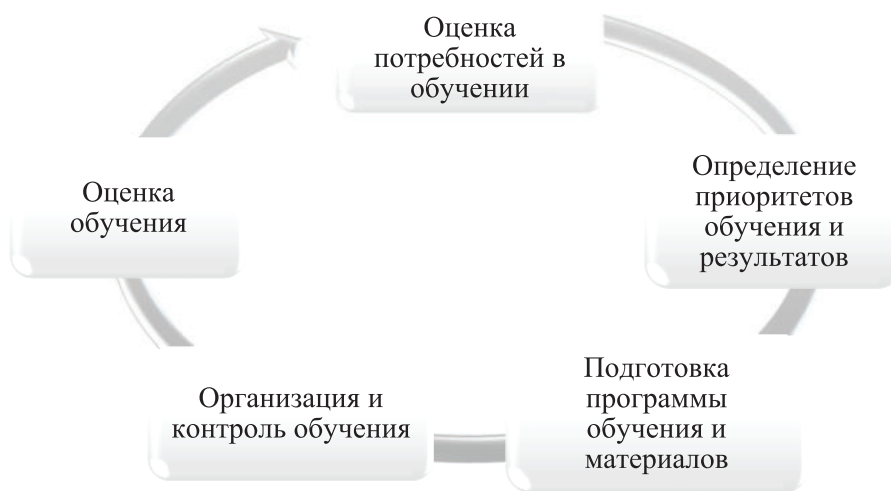 Оценка
потребностей в
обучении
Определение
приоритетов
обучения и
результатов
Подготовка
программы
обучения и
материалов
Организация и
контроль обучения
Оценка
обучения